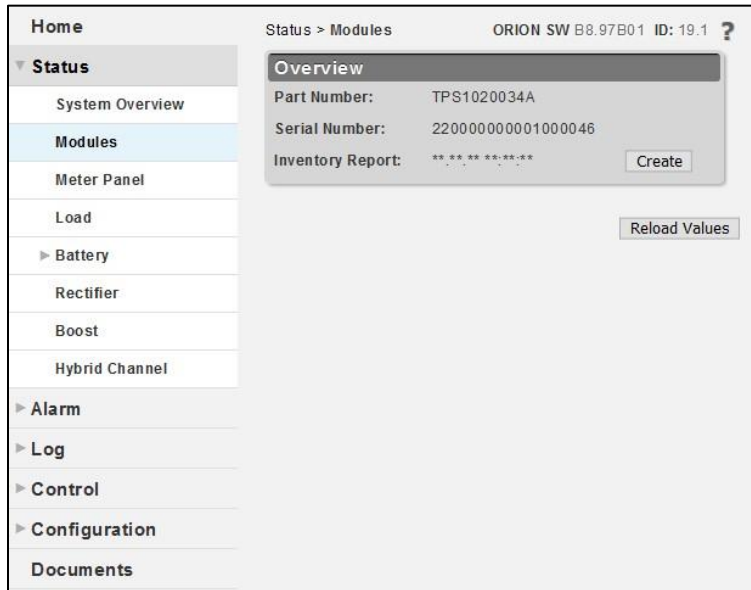 Home
Status
System Overview
Modules
Meter Panel
Load
Battery
Rectifier
Boost
Hybrid Channel
Alarm
Log
Control
Configuration
Documents
Status > Modules ORION SW B8.97B01 ID: 19.1 ?
Overview
Part Number: TPS1020034A
Serial Number: 220000000001000046
Inventory Report: **.**.** **:**:** Create
Reload Values